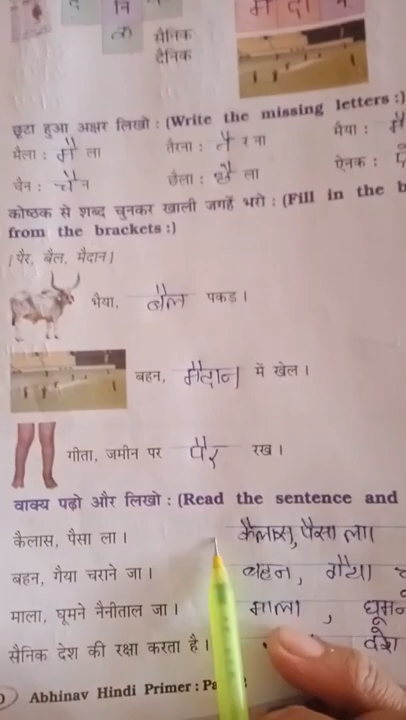 नि
क
सैनिक
दैनिक
मैदान
छूटा हुआ अक्षर लिखो : (Write the missing letters :)
मैला : मै ला तैरना : तै र ना मैया : मै
चैन : चै न छैला : छै ला ऐनक :
कोष्ठक से शब्द चुनकर खाली जगहें भरो : (Fill in the b
from the brackets :)
[पैर, बैल, मैदान]
भैया, बैल पकड़।
बहन, मैदान में खेल।
गीता, जमीन पर पैर रख।
वाक्य पढ़ो और लिखो : (Read the sentence and
कैलास, पैसा ला। कैलास, पैसा ला।
बहन, गैया चराने जा। बहन, गैया
माला, घूमने नैनीताल जा। माला, घूम
सैनिक देश की रक्षा करता है।
Abhinav Hindi Primer : Pa